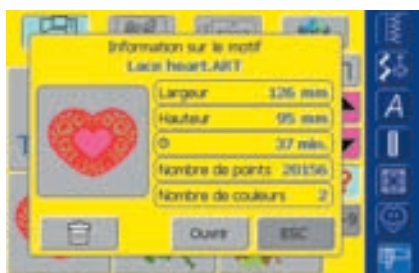 Information sur le motif
Lace heart.ART
Largeur 126 mm
Hauteur 95 mm
37 min.
Nombre de points 20156
Nombre de couleurs 2
Ouvrir ESC
A
?
-9